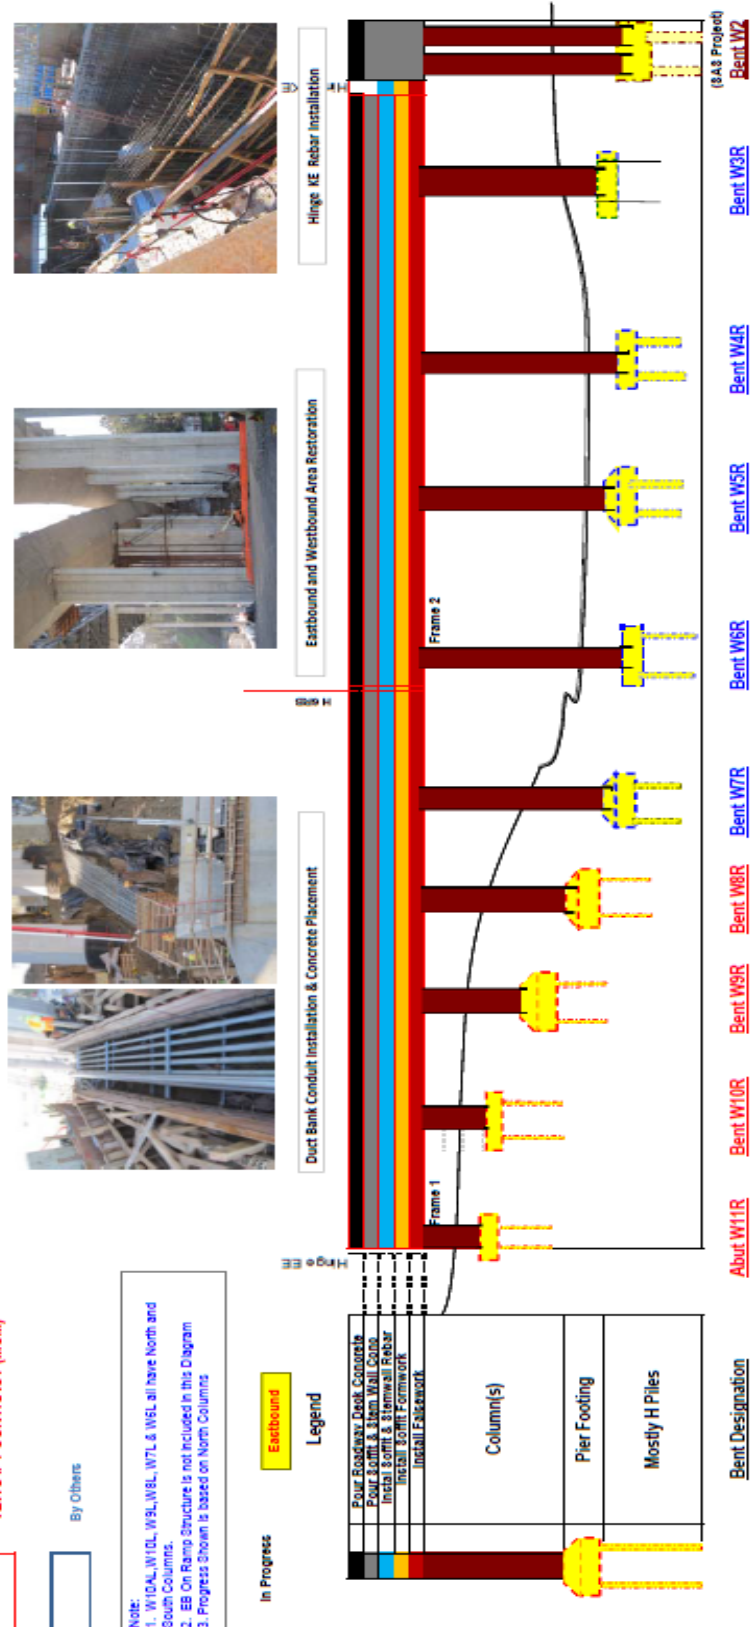 By Others
Note:
1. W10AL,W10L, W9L,W8L,W7L & W6L all have North and
South Columns.
2. EB On Ramp Structure is not included in this Diagram
3. Progress Shown is based on North Columns
In Progress
Eastbound
Legend
Duct Bank Conduit Installation & Concrete Placement
Eastbound and Westbound Area Restoration
Hinge KE Rebar Installation
Pour Roadway Deck Concrete
Pour Soffit & Stem Wall Conc
Instal Soffit & Stemwall Rebar
Install Soffit Formwork
Install Falsework
Column(s)
Pier Footing
Mostly H Piles
Hinge EE
Frame 1
Frame 2
(SAS Project)
Bent Designation
Abut W11R
Bent W10R
Bent W9R
Bent W8R
Bent W7R
Bent W6R
Bent W5R
Bent W4R
Bent W3R
Bent W2